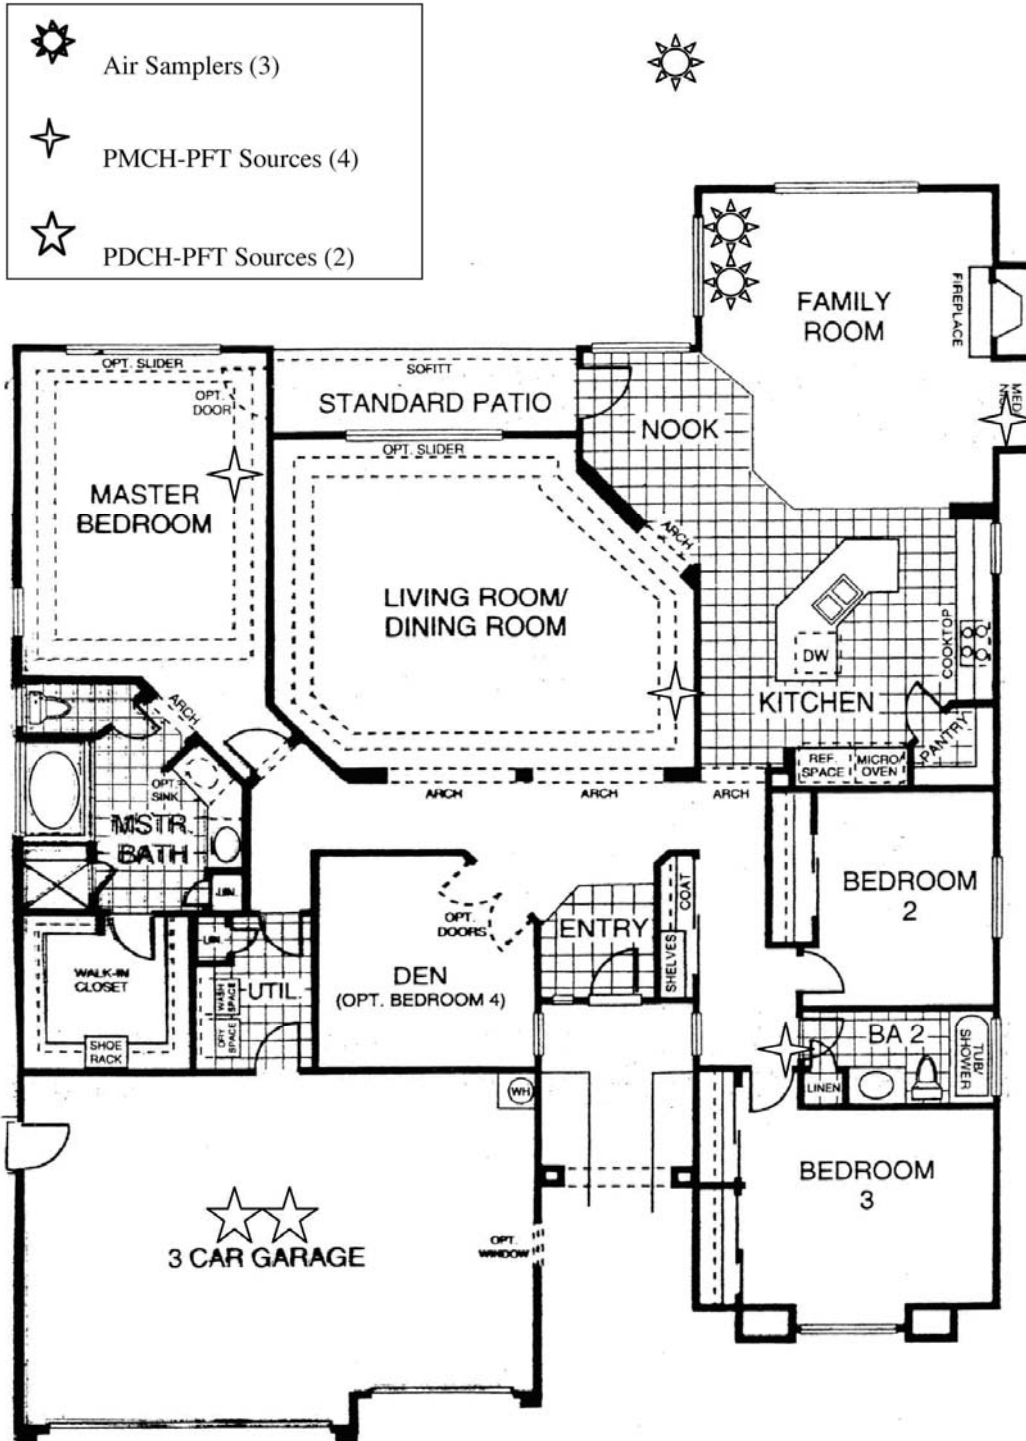 Air Samplers (3)
PMCH-PFT Sources (4)
PDCH-PFT Sources (2)
FAMILY
ROOM
FIREPLACE
MED/
OPT. SLIDER
OPT.
DOOR
SOFITT
STANDARD PATIO
OPT. SLIDER
NOOK
ARCH
MASTER
BEDROOM
LIVING ROOM/
DINING ROOM
DW
COOKTOP
KITCHEN
PANTRY
REF.
SPACE
MICRO/
OVEN
ARCH
ARCH
ARCH
ARCH
OPT.
SINK
MSTR
BATH
LIN.
BEDROOM
2
COAT
SHELVES
OPT.
DOORS
ENTRY
DEN
(OPT. BEDROOM 4)
WALK-IN
CLOSET
SHOE
RACK
LIN.
UTIL.
WASH
SPACE
DRY
SPACE
BA 2
TUB/
SHOWER
LINEN
WH
BEDROOM
3
3 CAR GARAGE
OPT.
WINDOW